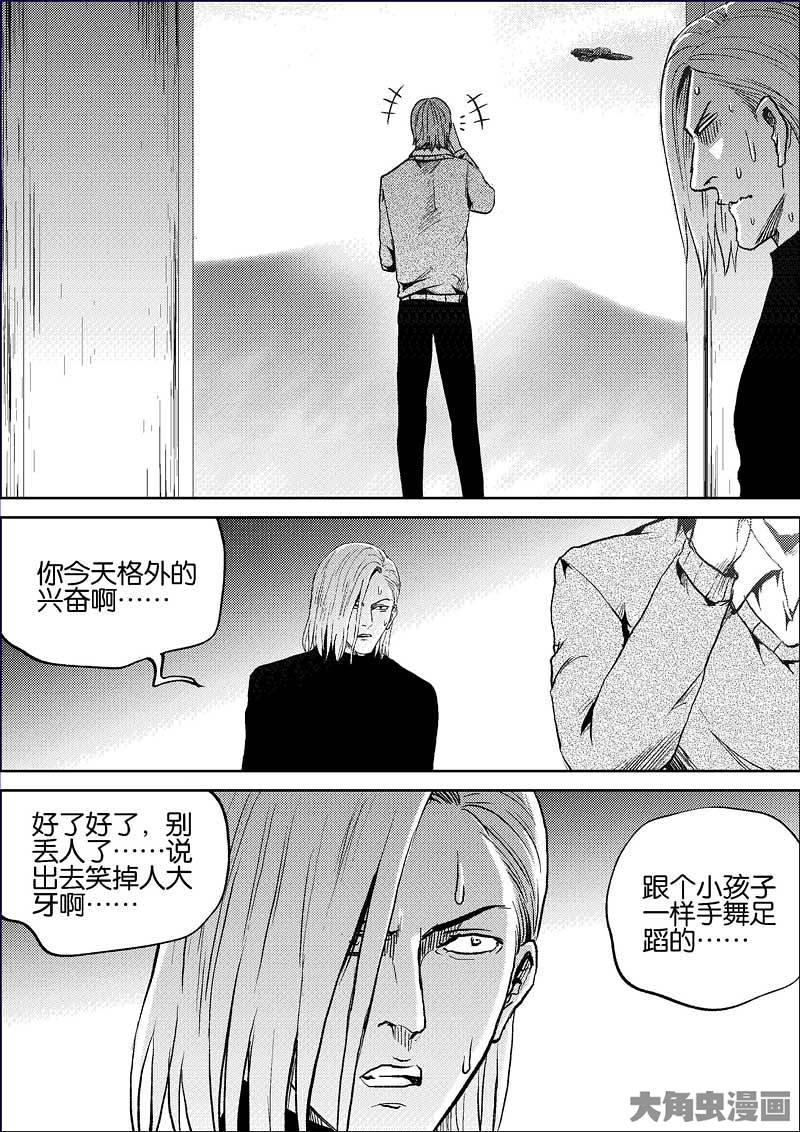 你今天格外的
兴奋啊……
好了好了，别
丢人了……说
出去笑掉人大
牙啊……
跟个小孩子
一样手舞足
蹈的……
大角虫漫画